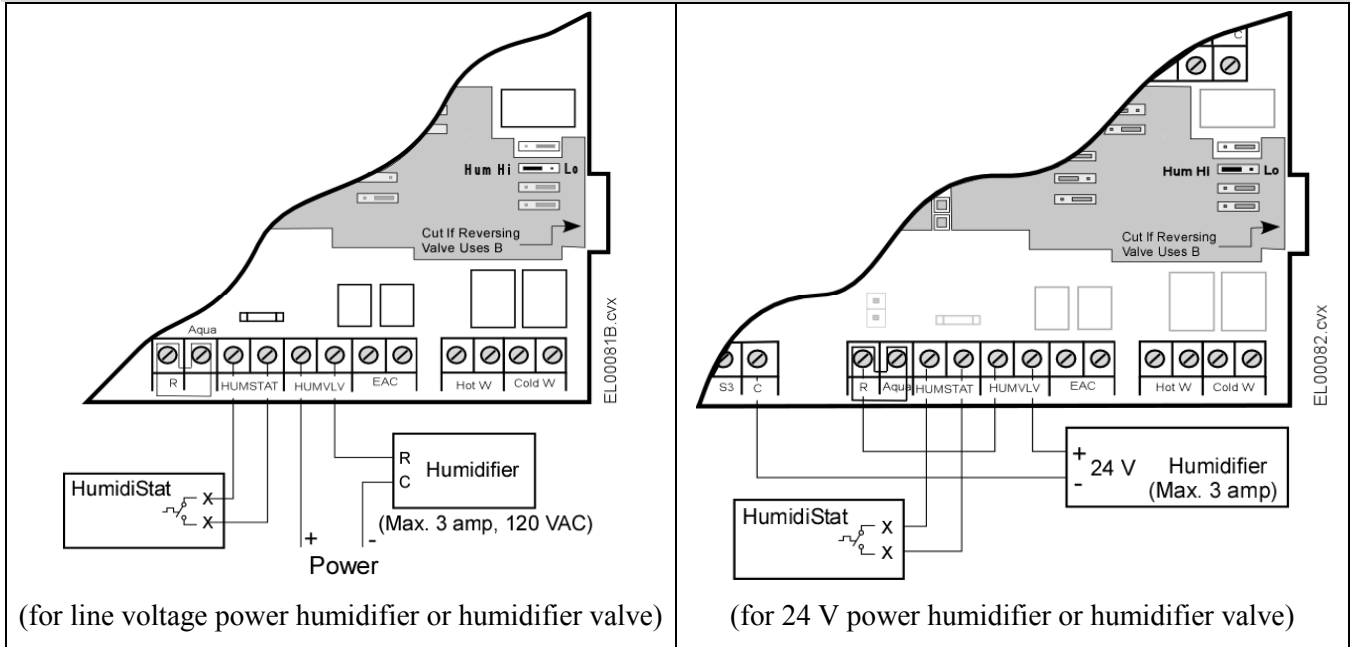 Hum Hi Lo
Cut If Reversing
Valve Uses B
Aqua
R HUMSTAT HUMVLV EAC Hot W Cold W
EL00081B.cvx
HumidiStat
X
X
R
C
Humidifier
(Max. 3 amp, 120 VAC)
+ -
Power
(for line voltage power humidifier or humidifier valve)
C
Hum Hi Lo
Cut If Reversing
Valve Uses B
S3 C R Aqua HUMSTAT HUMVLV EAC Hot W Cold W
EL00082.cvx
+
-
24 V
Humidifier
(Max. 3 amp)
HumidiStat
X
X
(for 24 V power humidifier or humidifier valve)